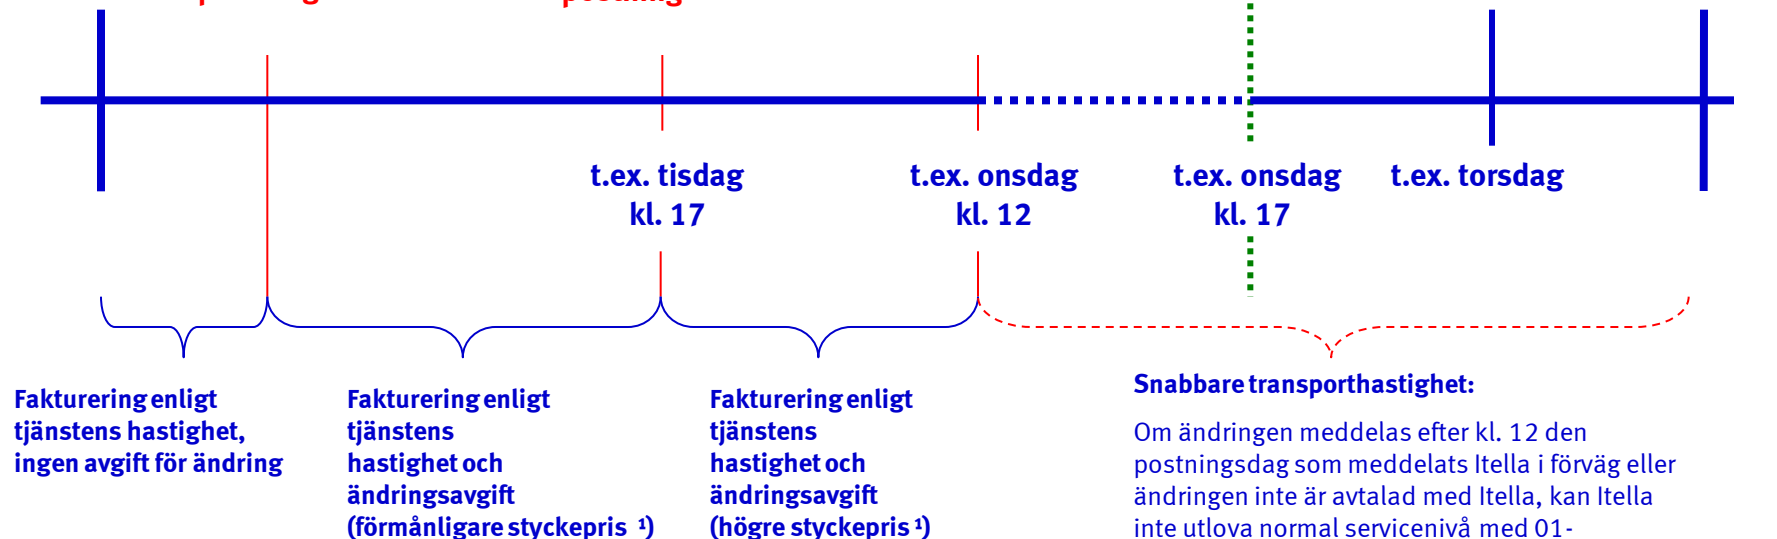 t.ex. tisdag
kl. 17
t.ex. onsdag
kl. 12
t.ex. onsdag
kl. 17
t.ex. torsdag
Fakturering enligt
tjänstens hastighet,
ingen avgift för ändring
Fakturering enligt
tjänstens
hastighet och
ändringsavgift
(förmånligare styckepris ¹)
Fakturering enligt
tjänstens
hastighet och
ändringsavgift
(högre styckepris ¹)
Snabbare transporthastighet:
Om ändringen meddelas efter kl. 12 den
postningsdag som meddelats Itella i förväg eller
ändringen inte är avtalad med Itella, kan Itella
inte utlova normal servicenivå med 01-